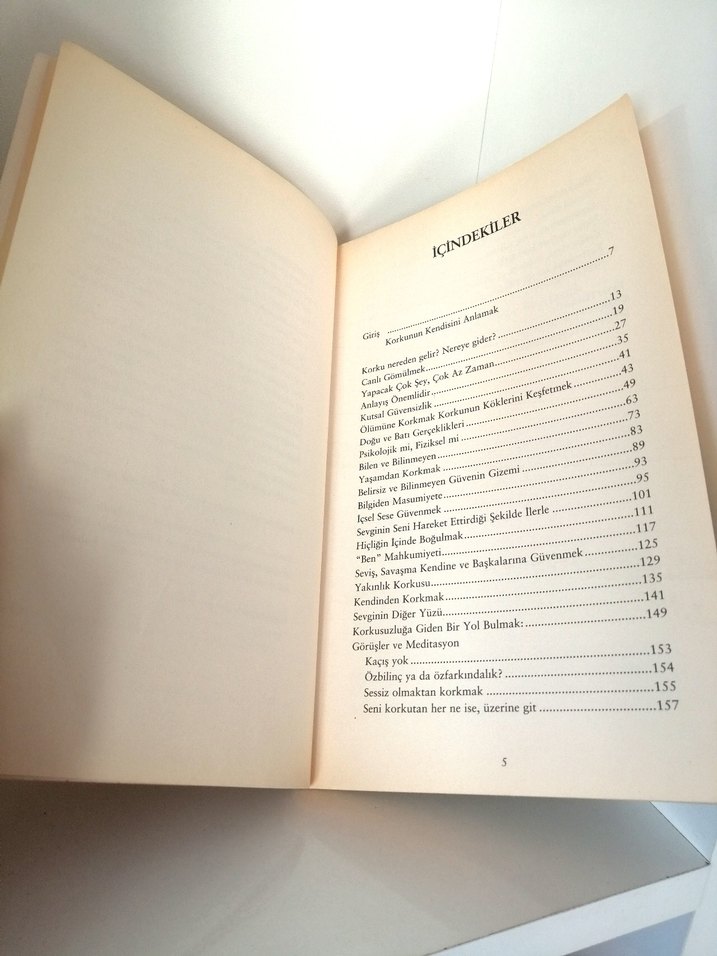 İÇİNDEKİLER
Giriş ..........7
Korkunun Kendisini Anlamak
Korku nereden gelir? Nereye gider? ..........13
Canlı Gömülmek..........19
Yapacak Çok Şey, Çok Az Zaman..........27
Anlayış Önemlidir ..........35
Kutsal Güvensizlik ..........41
Ölümüne Korkmak Korkunun Köklerini Keşfetmek ..........43
Doğu ve Batı Gerçeklikleri ..........49
Psikolojik mi, Fiziksel mi ..........63
Bilen ve Bilinmeyen..........73
Yaşamdan Korkmak ..........83
Belirsiz ve Bilinmeyen Güvenin Gizemi ..........89
Bilgiden Masumiyete..........93
İçsel Sese Güvenmek ..........95
Sevginin Seni Hareket Ettirdiği Şekilde İlerle ..........101
Hiçliğin İçinde Boğulmak..........111
"Ben" Mahkumiyeti..........117
Seviş, Savaşma Kendine ve Başkalarına Güvenmek ..........125
Yakınlık Korkusu..........129
Kendinden Korkmak..........135
Sevginin Diğer Yüzü..........141
Korkusuzluğa Giden Bir Yol Bulmak:..........149
Görüşler ve Meditasyon
Kaçış yok ..........153
Özbilinç ya da özfarkındalık? ..........154
Sessiz olmaktan korkmak ..........155
Seni korkutan her ne ise, üzerine git ..........157
5